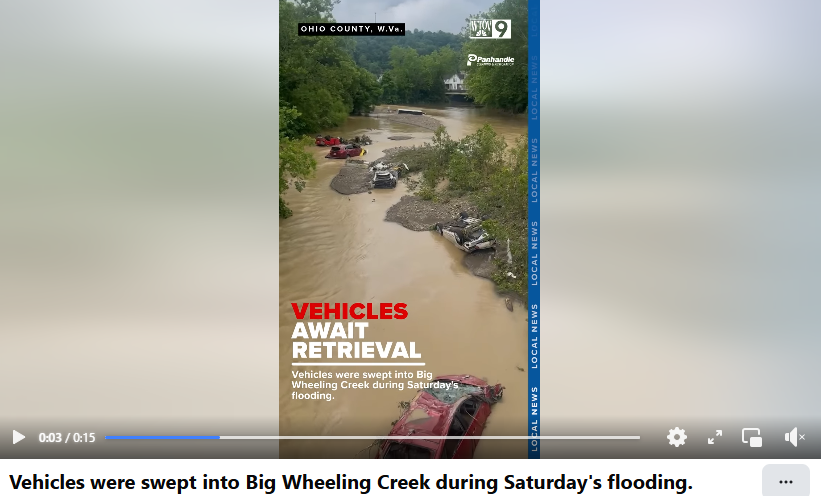 OHIO COUNTY, W.Va.
WTOV 9
Panhandle
LOCAL NEWS
LOCAL NEWS
LOCAL NEWS
LOCAL NEWS
LOCAL NEWS
VEHICLES
AWAIT
RETRIEVAL
Vehicles were swept into Big
Wheeling Creek during Saturday's
flooding.
0:03 / 0:15
Vehicles were swept into Big Wheeling Creek during Saturday's flooding.